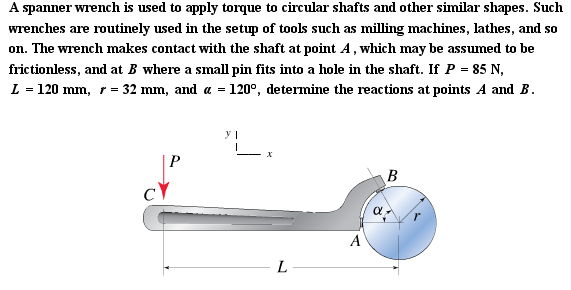 A spanner wrench is used to apply torque to circular shafts and other similar shapes. Such
wrenches are routinely used in the setup of tools such as milling machines, lathes, and so
on. The wrench makes contact with the shaft at point A, which may be assumed to be
frictionless, and at B where a small pin fits into a hole in the shaft. If P = 85 N,
L = 120 mm, r = 32 mm, and α = 120°, determine the reactions at points A and B.
y
x
P
B
C
α
r
A
L